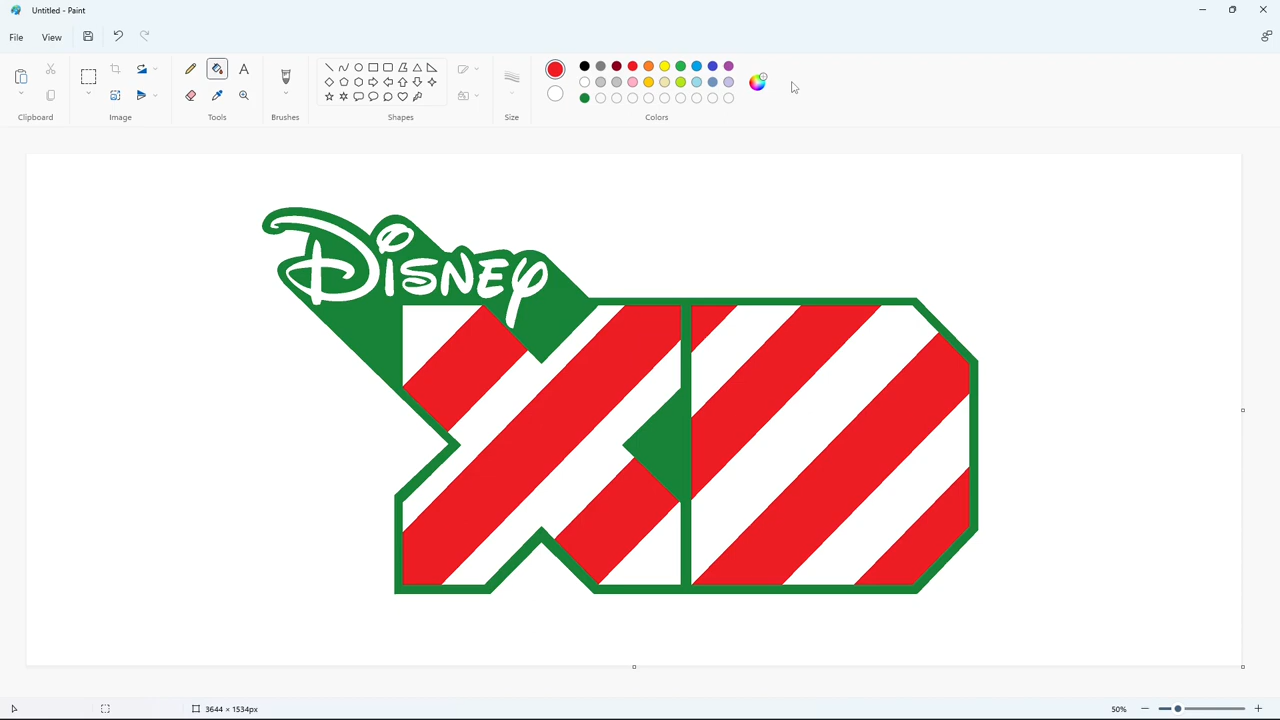 Untitled - Paint
File View
Clipboard Image Tools Brushes Shapes Size Colors
DISNEY
XD
3644 × 1534px 50%